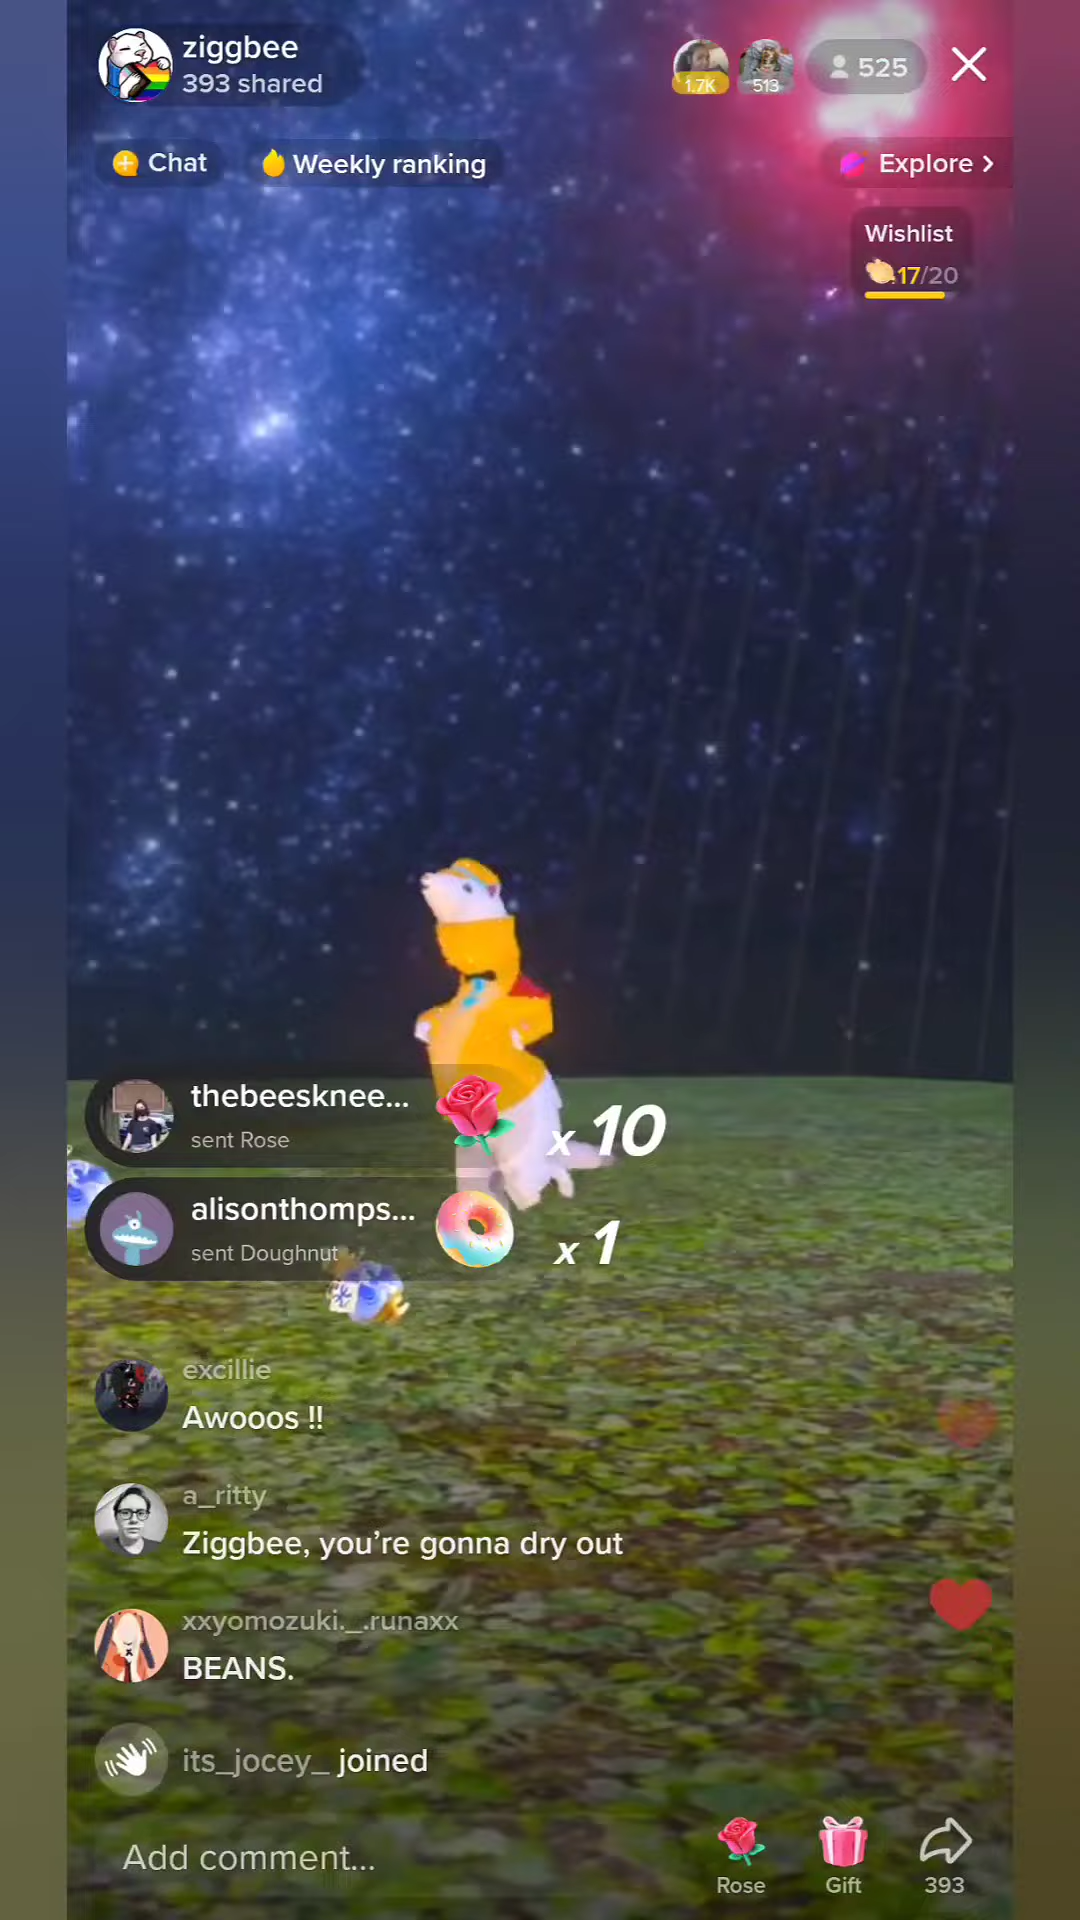 ziggbee
393 shared
1.7K
513
525
Chat
Weekly ranking
Explore
Wishlist
17/20
thebeesknee...
sent Rose
x 10
alisonthomps...
sent Doughnut
x 1
excillie
Awooos !!
a_ritty
Ziggbee, you’re gonna dry out
xxyomozuki._.runaxx
BEANS.
its_jocey_ joined
Add comment...
Rose
Gift
393